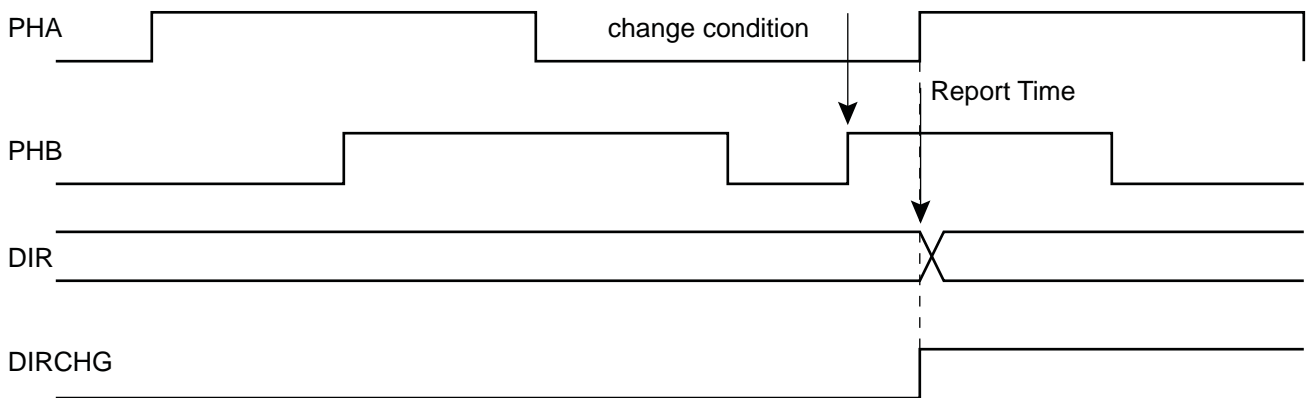 PHA
change condition
Report Time
PHB
DIR
DIRCHG